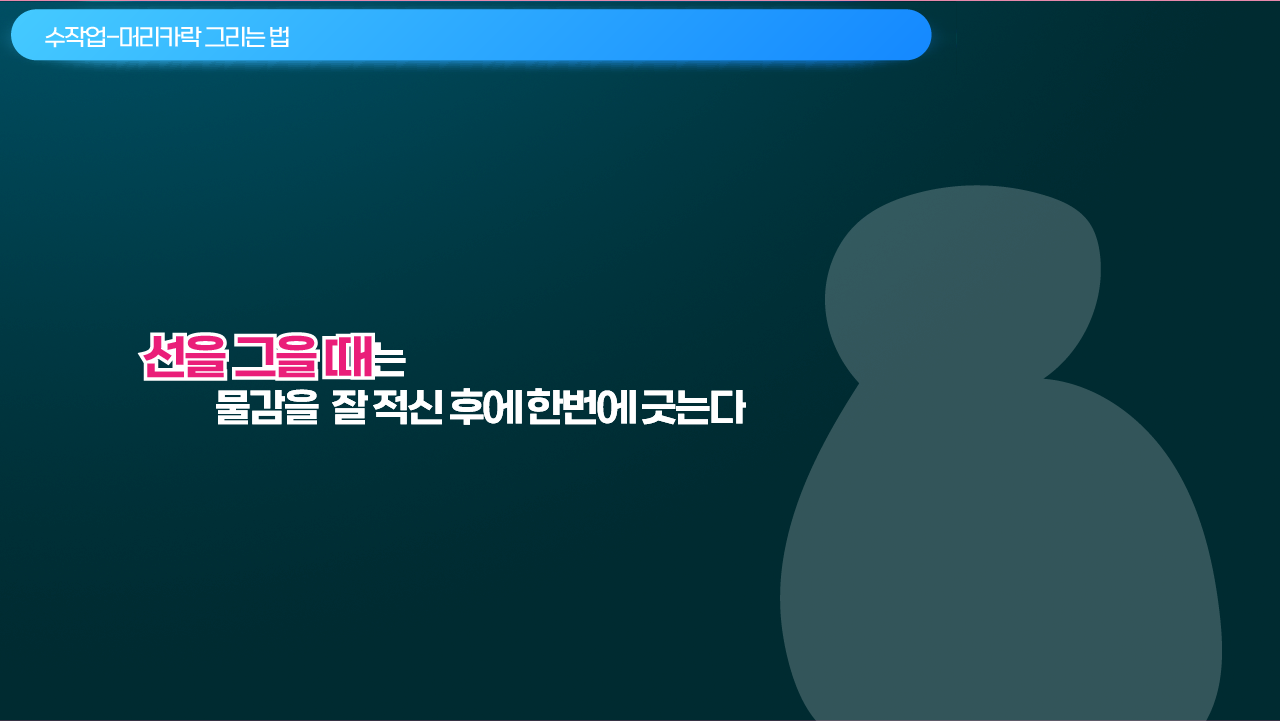 수작업-머리카락 그리는 법
선을 그을 때는
물감을 잘 적신 후에 한번에 긋는다